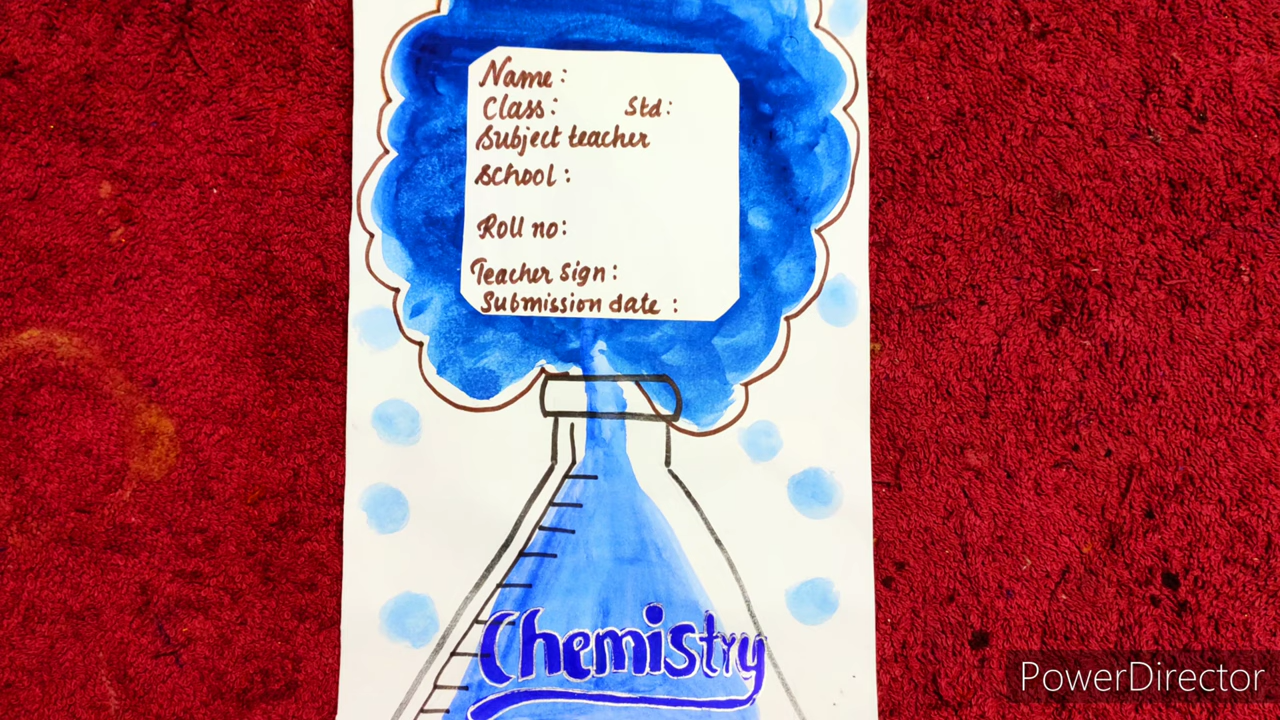 Name :
Class :  Std :
Subject teacher
School :
Roll no:
Teacher sign :
Submission date :
Chemistry
PowerDirector